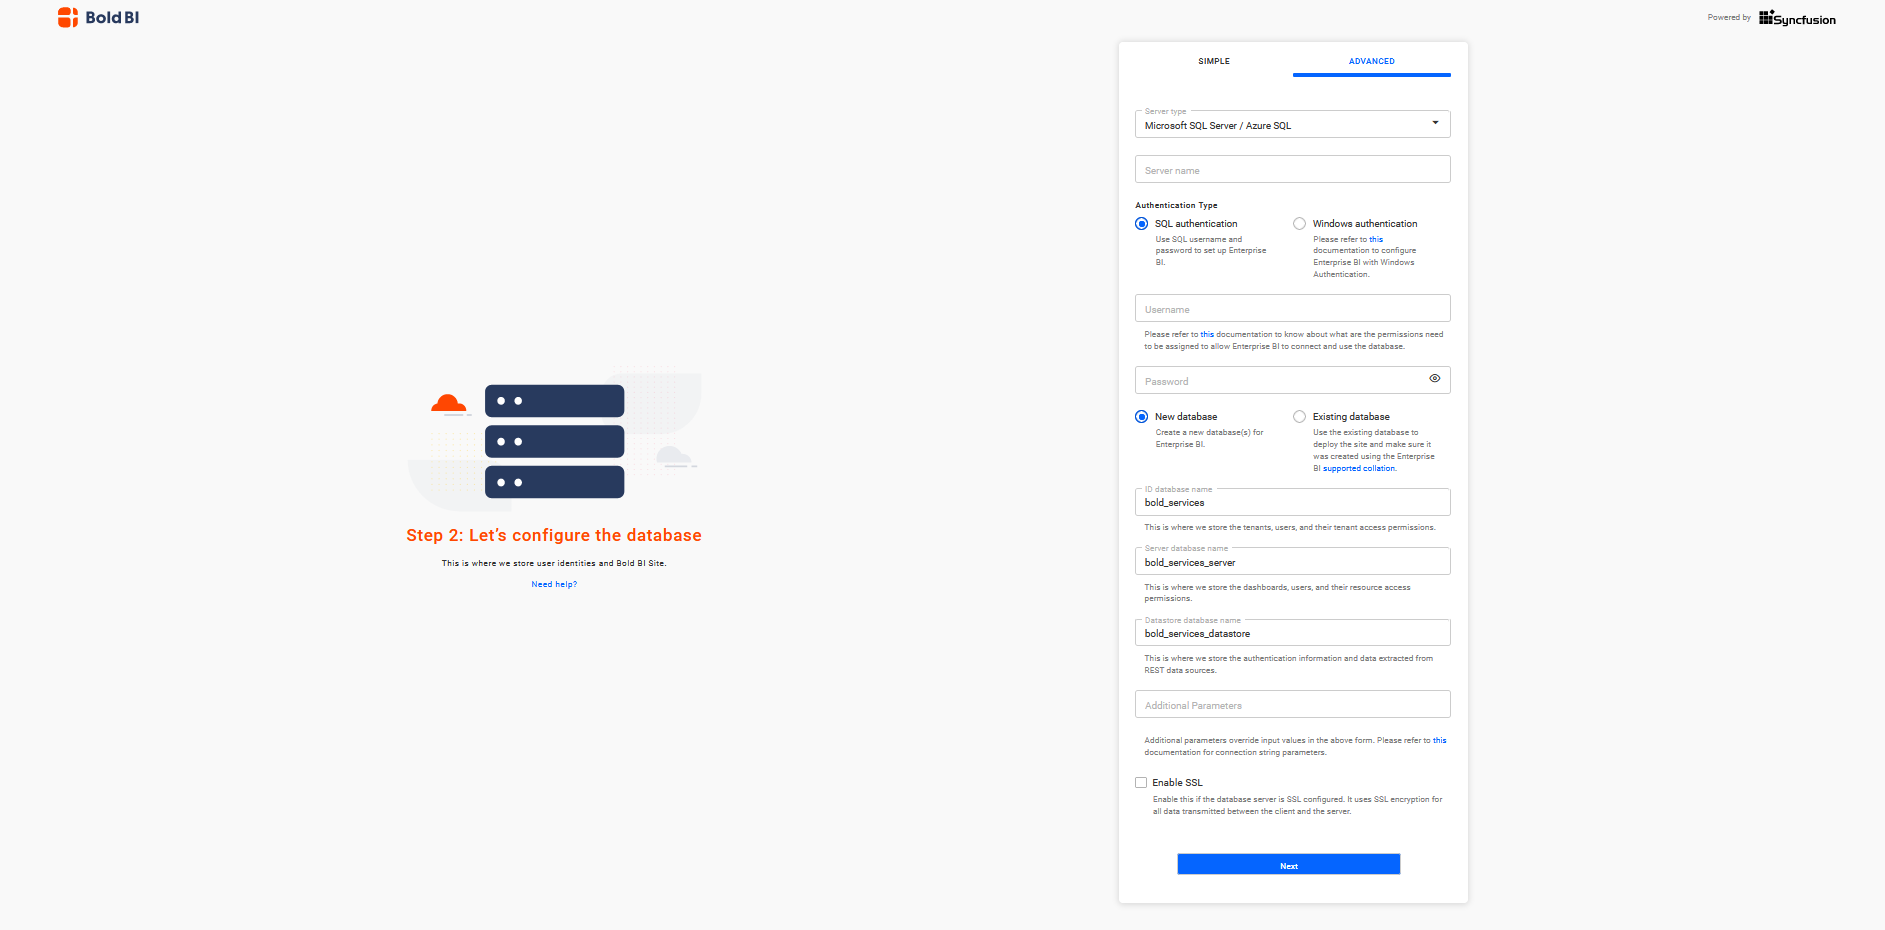 Bold BI
Powered by Syncfusion
SIMPLE
ADVANCED
Server type
Microsoft SQL Server / Azure SQL
Server name
Authentication Type
SQL authentication
Use SQL username and
password to set up Enterprise
BI.
Windows authentication
Please refer to this
documentation to configure
Enterprise BI with Windows
Authentication.
Username
Please refer to this documentation to know about what are the permissions need
to be assigned to allow Enterprise BI to connect and use the database.
Password
New database
Create a new database(s) for
Enterprise BI.
Existing database
Use the existing database to
deploy the site and make sure it
was created using the Enterprise
BI supported collation.
ID database name
bold_services
This is where we store the tenants, users, and their tenant access permissions.
Server database name
bold_services_server
This is where we store the dashboards, users, and their resource access
permissions.
Datastore database name
bold_services_datastore
This is where we store the authentication information and data extracted from
REST data sources.
Additional Parameters
Additional parameters override input values in the above form. Please refer to this
documentation for connection string parameters.
Enable SSL
Enable this if the database server is SSL configured. It uses SSL encryption for
all data transmitted between the client and the server.
Next
Step 2: Let's configure the database
This is where we store user identities and Bold BI Site.
Need help?